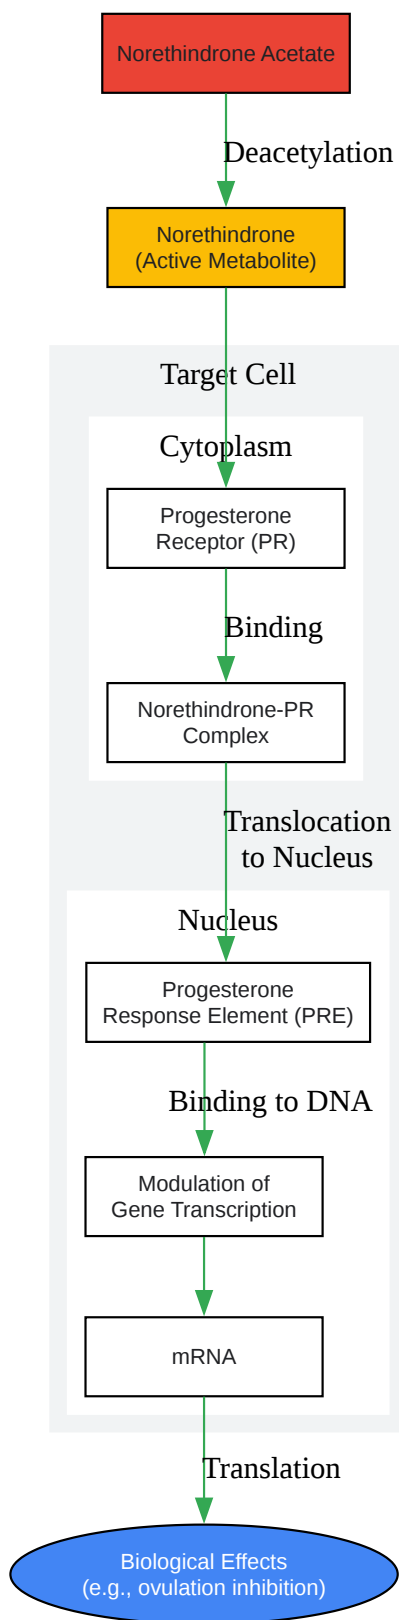 Norethindrone Acetate
Deacetylation
Norethindrone
(Active Metabolite)
Target Cell
Cytoplasm
Progesterone
Receptor (PR)
Binding
Norethindrone-PR
Complex
Translocation
to Nucleus
Nucleus
Progesterone
Response Element (PRE)
Binding to DNA
Modulation of
Gene Transcription
mRNA
Translation
Biological Effects
(e.g., ovulation inhibition)